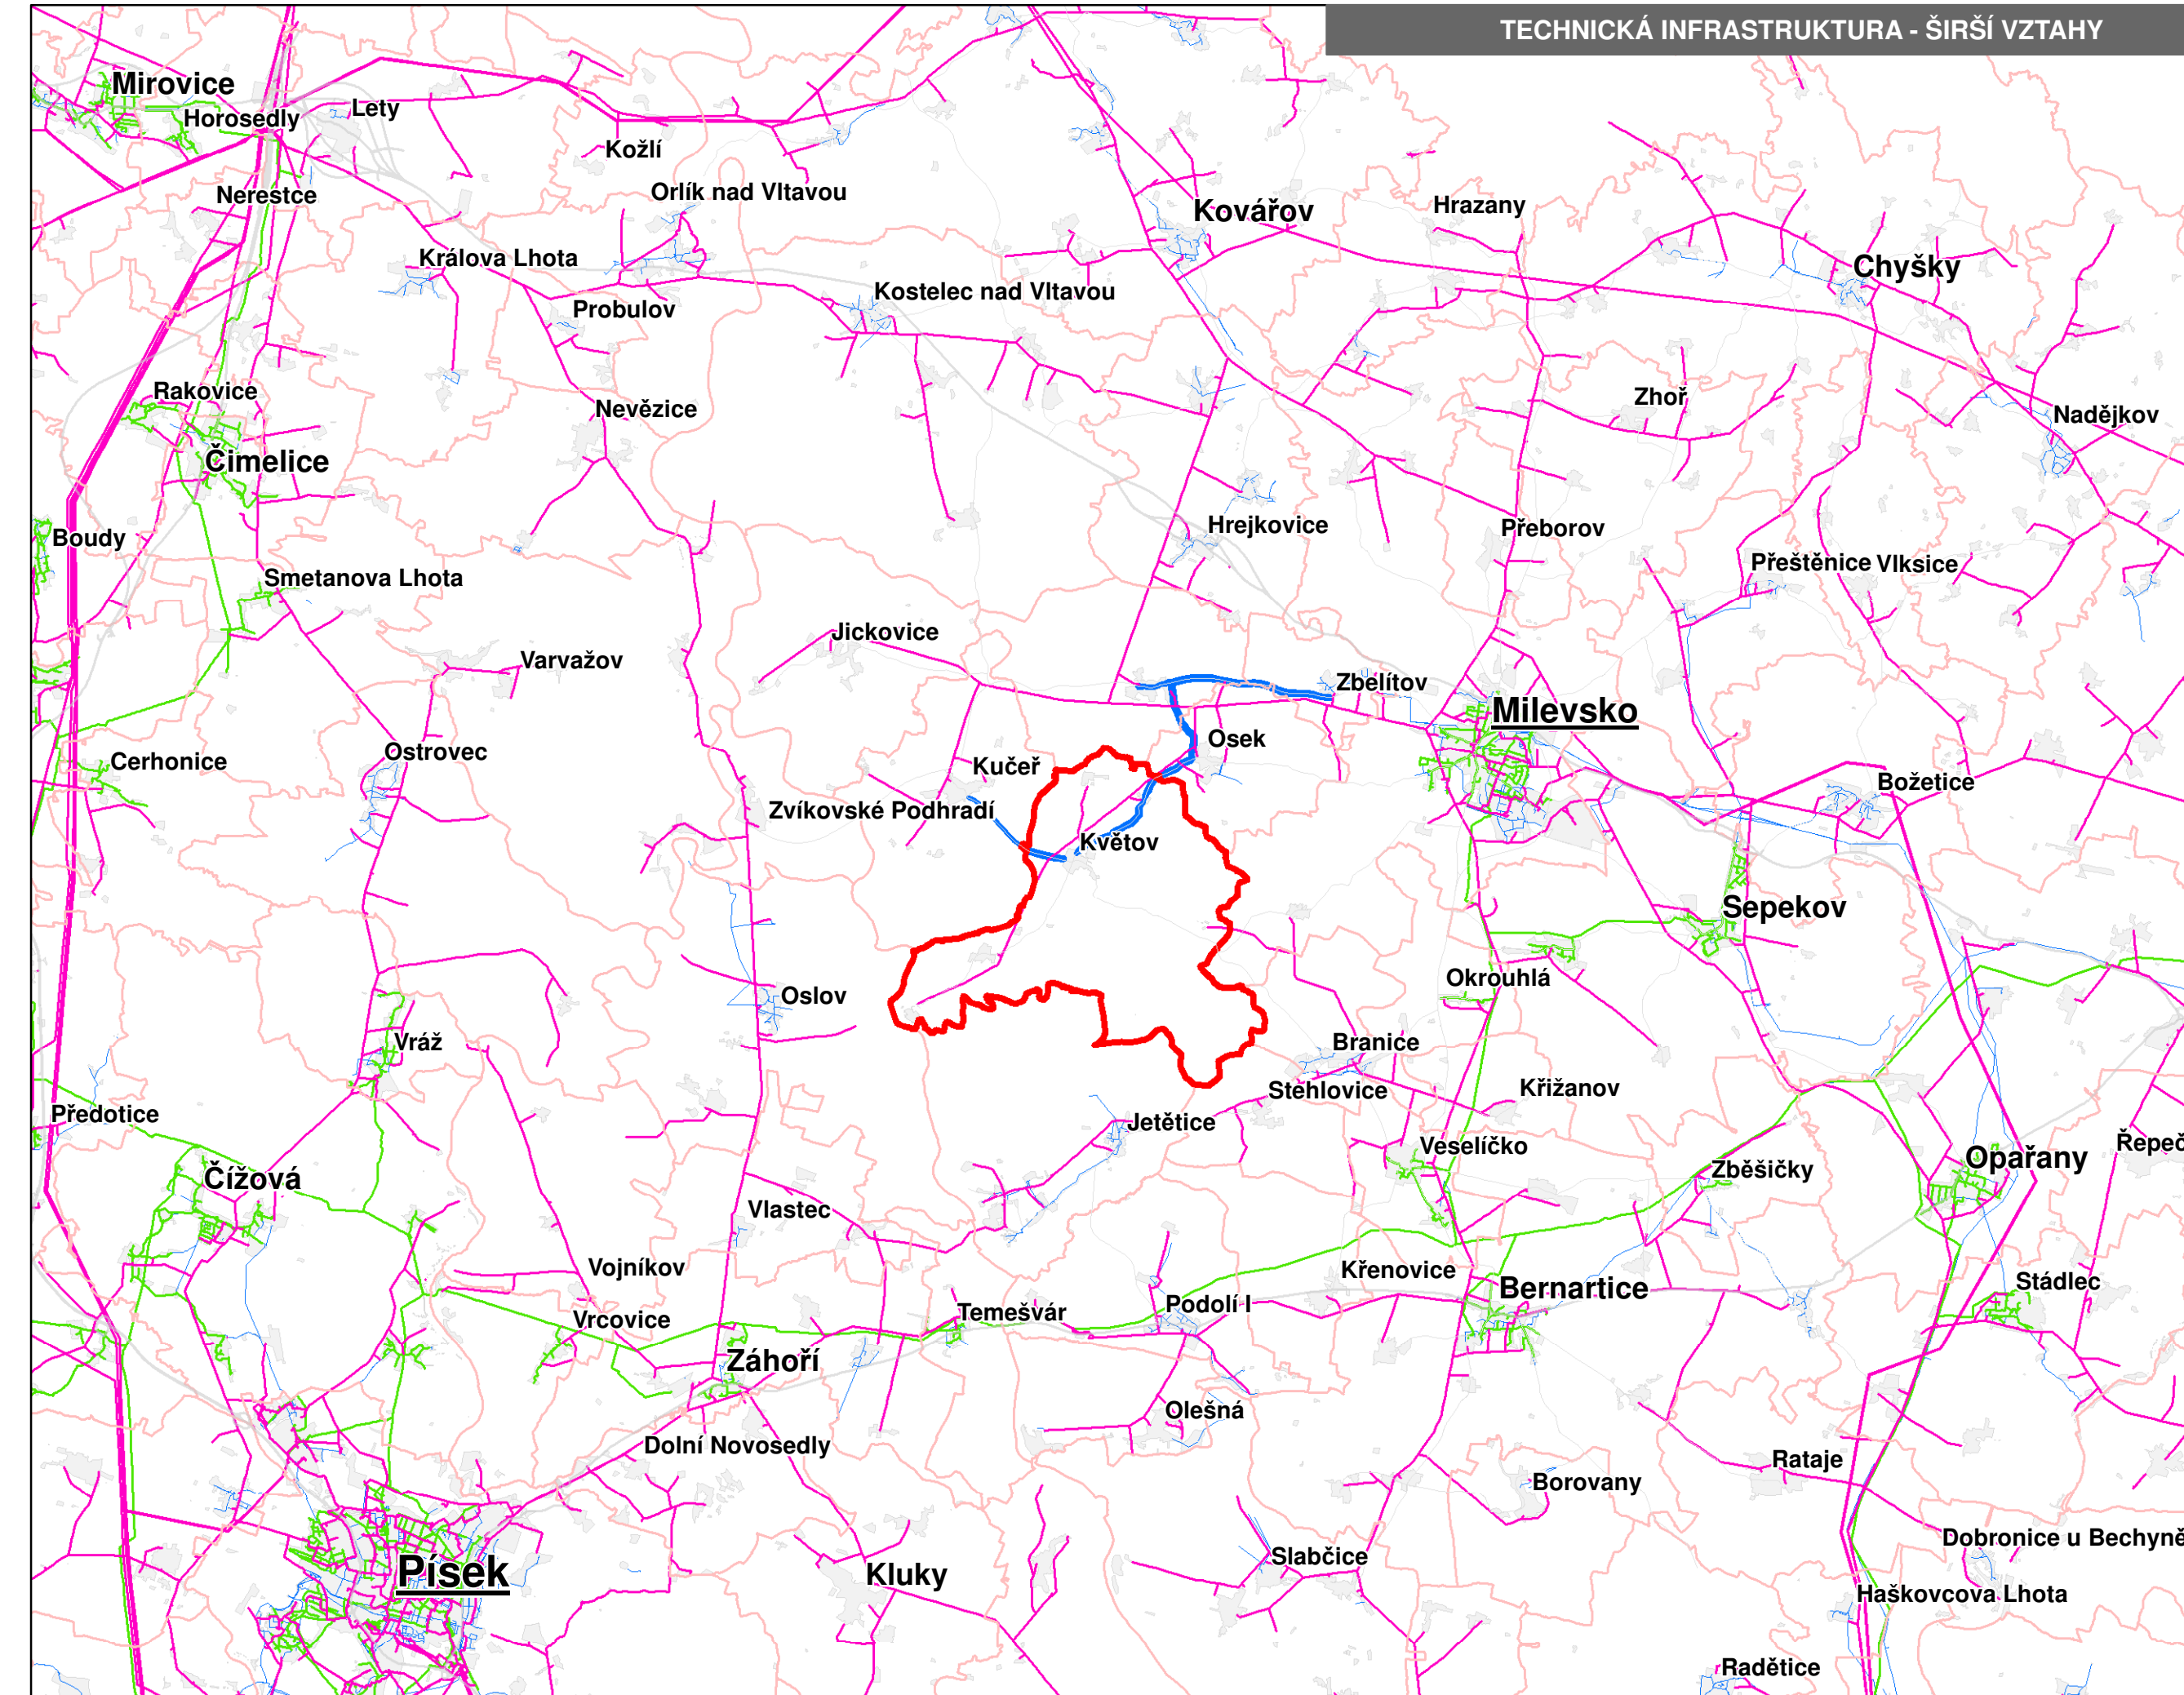 TECHNICKÁ INFRASTRUKTURA - ŠIRŠÍ VZTAHY
Mirovice
Lety
Horosedly
Kožlí
Nerestce
Orlík nad Vltavou
Kovářov
Hrazany
Králova Lhota
Chyšky
Kostelec nad Vltavou
Probulov
Rakovice
Zhoř
Nevězice
Nadějkov
Čimelice
Hrejkovice
Přeborov
Boudy
Přeštěnice
Vlksice
Smetanova Lhota
Jickovice
Varvažov
Zbelítov
Milevsko
Osek
Ostrovec
Cerhonice
Kučeř
Božetice
Zvíkovské Podhradí
Květov
Sepekov
Okrouhlá
Oslov
Vráž
Branice
Stehlovice
Křižanov
Předotice
Jetětice
Řepeč
Veselíčko
Opařany
Zběšičky
Čížová
Vlastec
Vojníkov
Křenovice
Stádlec
Bernartice
Podolí I
Temešvár
Vrcovice
Záhoří
Olešná
Dolní Novosedly
Rataje
Borovany
Dobronice u Bechyně
Slabčice
Písek
Kluky
Haškovcova Lhota
Radětice